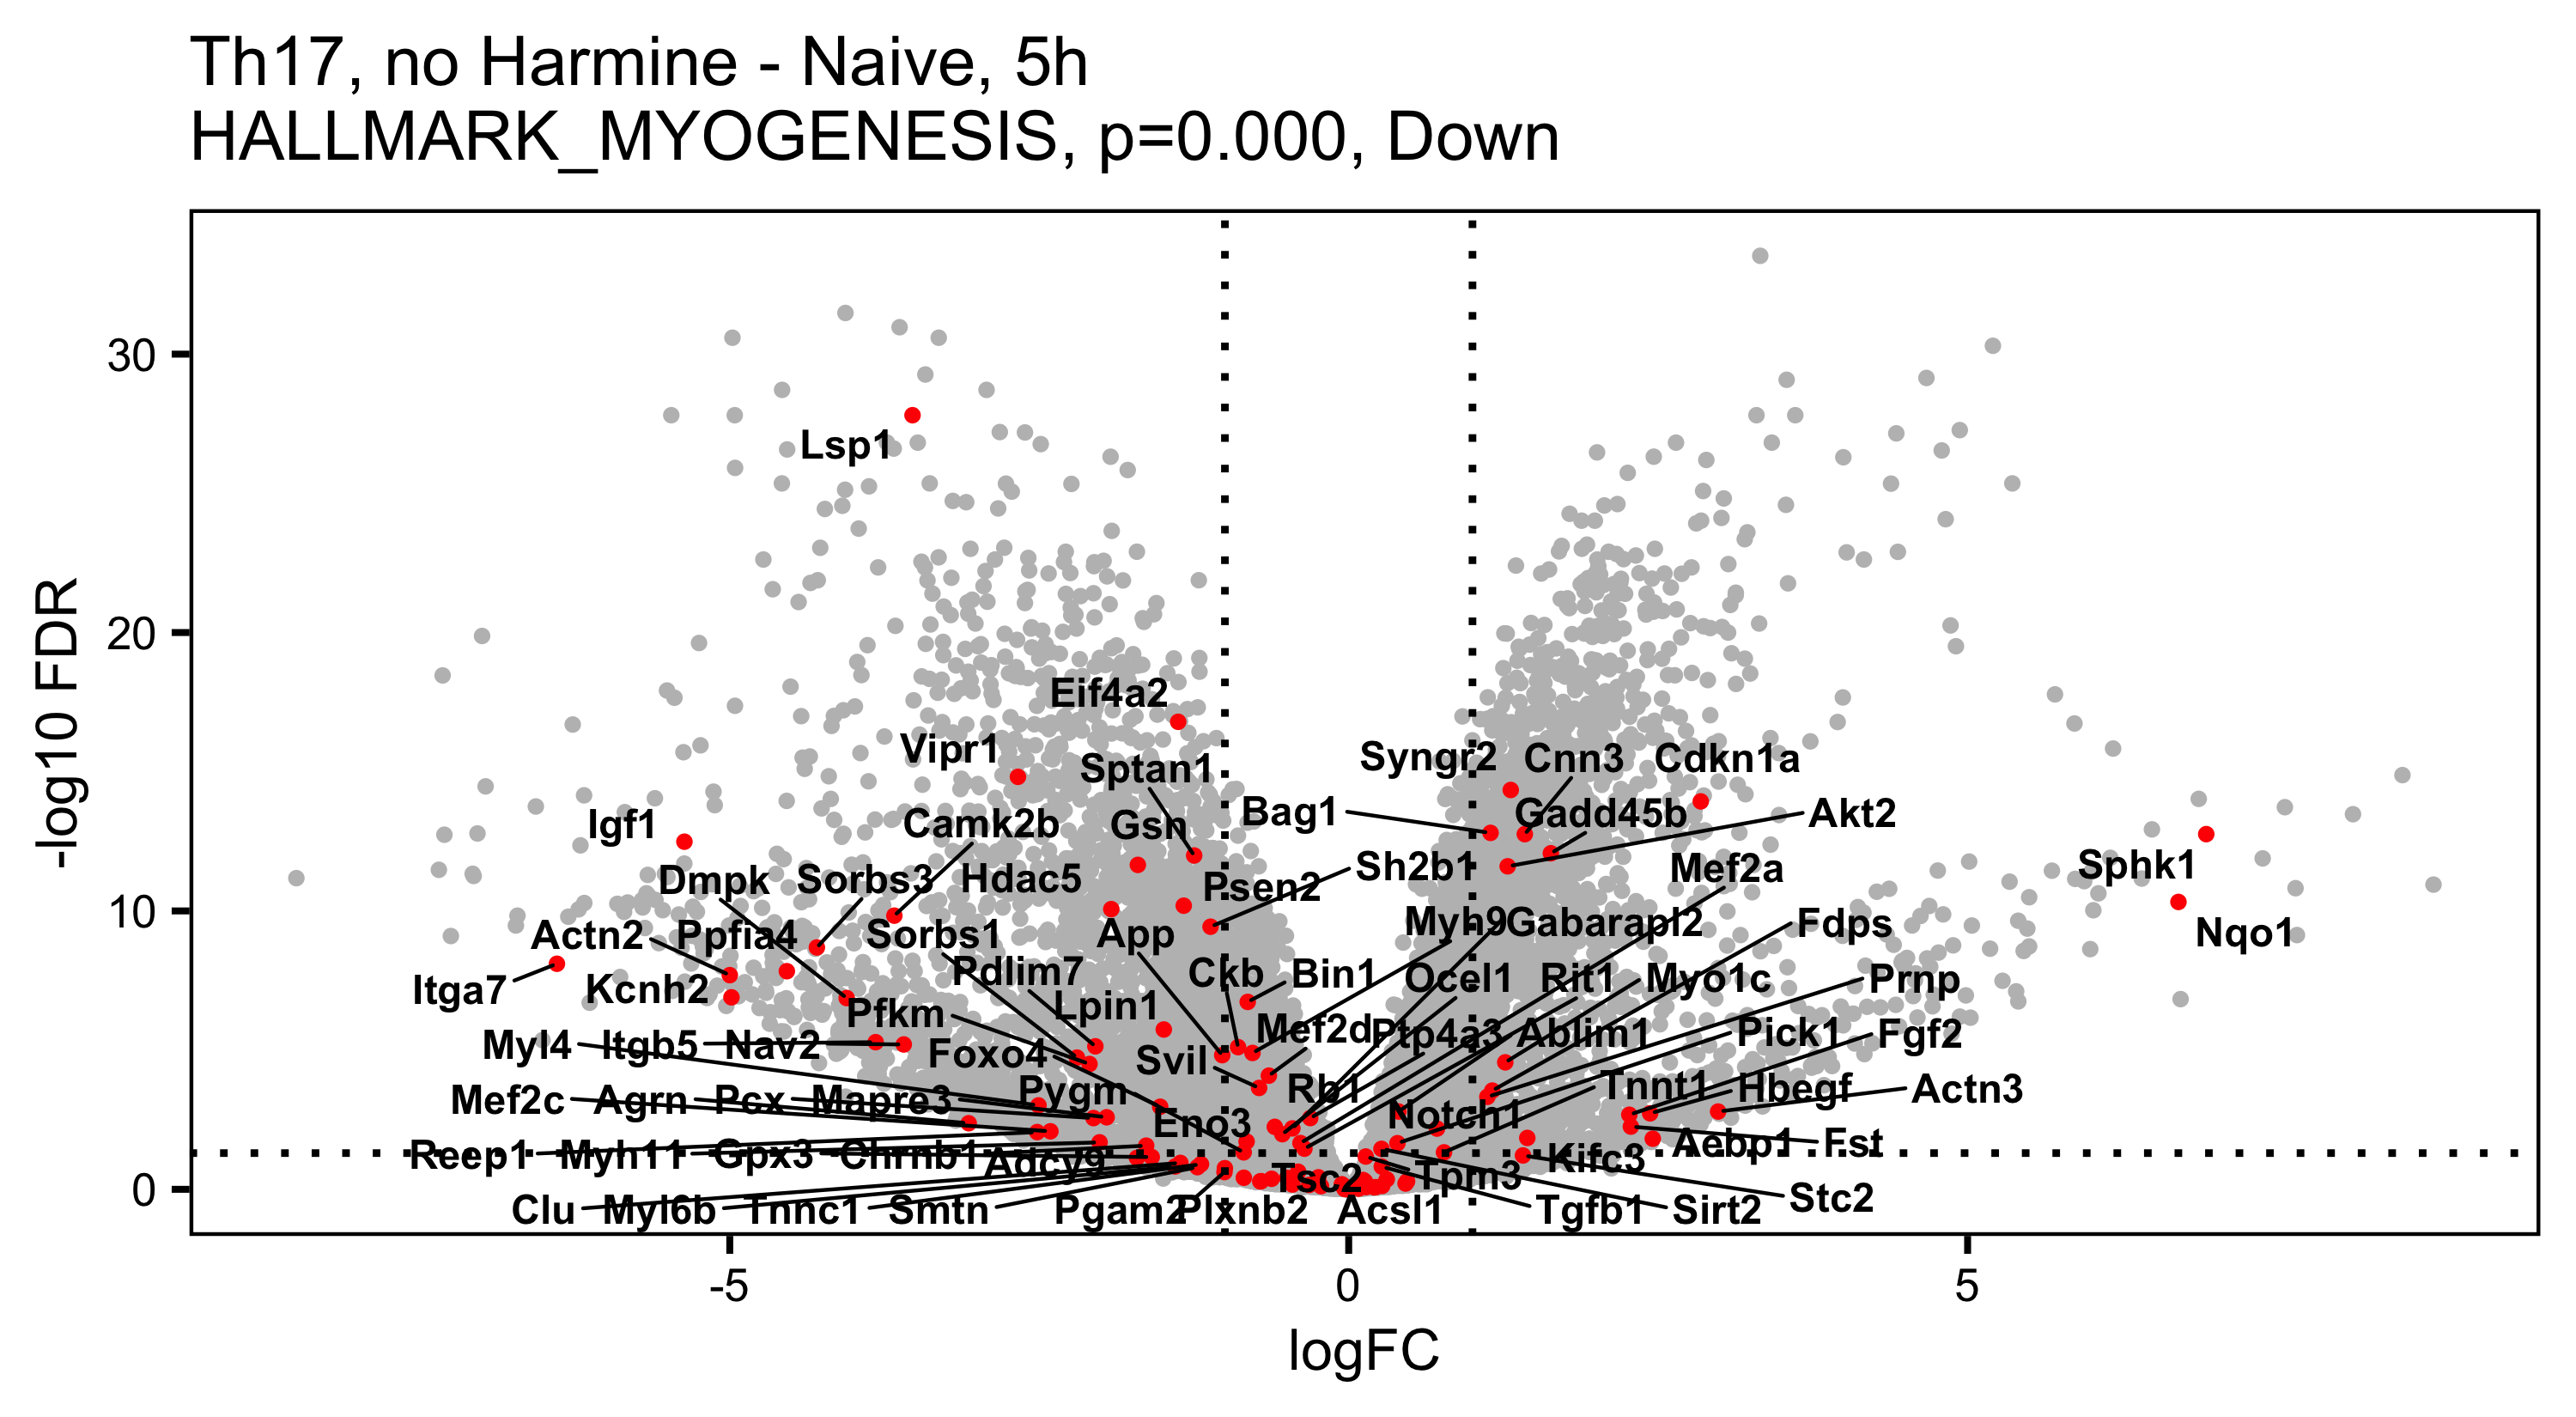 Th17, no Harmine - Naive, 5h
HALLMARK_MYOGENESIS, p=0.000, Down
-log10 FDR
30
20
10
0
Lsp1
Eif4a2
Vipr1
Sptan1
Syngr2 Cnn3 Cdkn1a
Igf1
Camk2b Gsn Bag1 Gadd45b Akt2
Dmpk Sorbs3 Hdac5 Psen2 Sh2b1 Mef2a Sphk1
Actn2 Ppfia4 Sorbs1 App Myh9 Gabarapl2 Fdps Nqo1
Itga7 Kcnh2 Pdlim7 Ckb Bin1 Ocel1 Rit1 Myo1c Prnp
Pfkm Lpin1
Myl4 Itgb5 Nav2 Foxo4 Svil Mef2d Ptp4a3 Ablim1 Pick1 Fgf2
Mef2c Agrn Pcx Mapre3 Pygm Rb1 Tnnt1 Hbegf Actn3
Eno3 Notch1
Reep1 Myh11 Gpx3 Chrnb1 Adcy9 Tsc2 Tpm3 Kifc3 Aebp1 Fst
Clu Myl6b Tnnc1 Smtn Pgam2 Plxnb2 Acsl1 Tgfb1 Sirt2 Stc2
-5
0
5
logFC